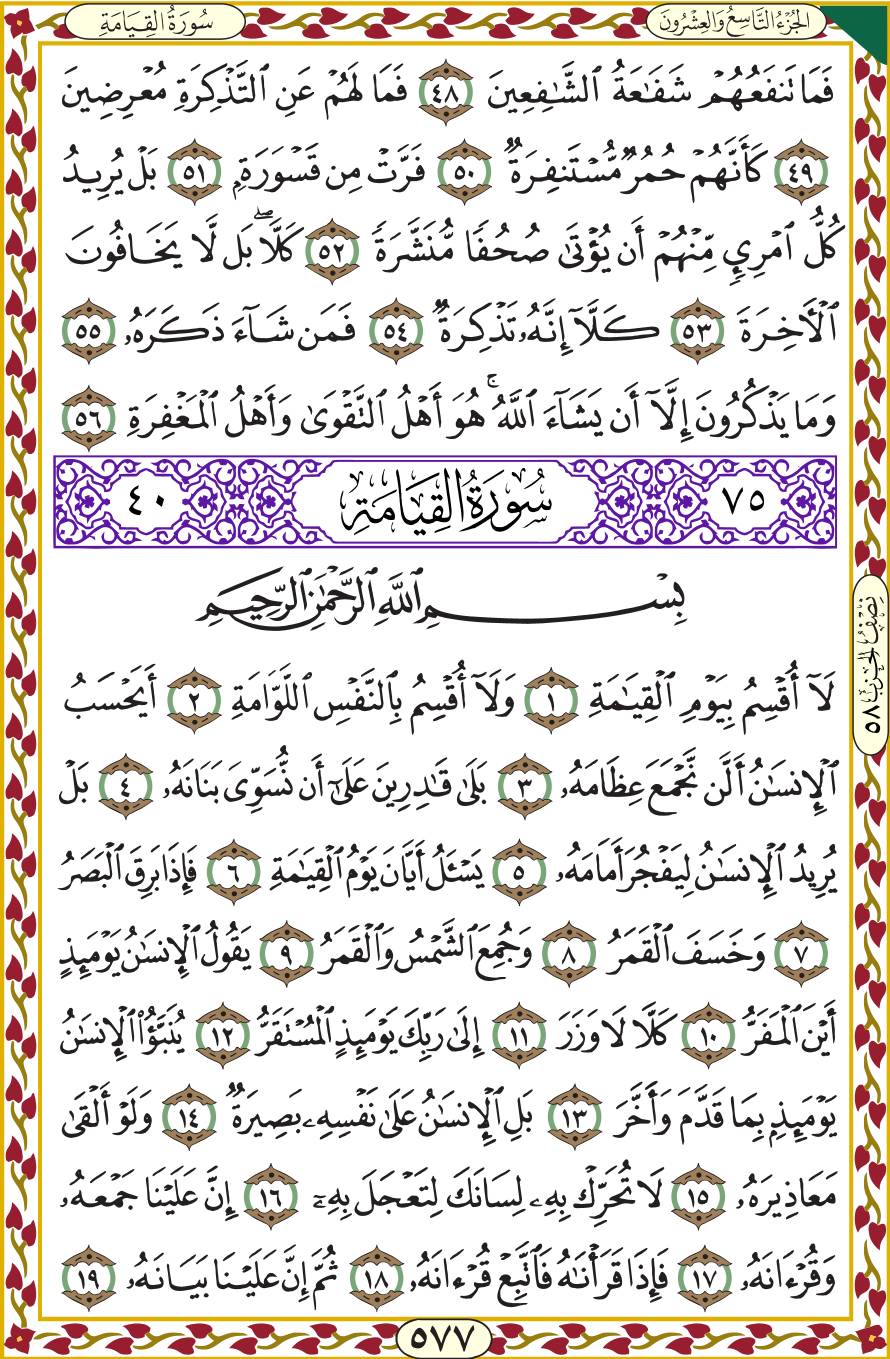 الجُزْءُ التَّاسِعُ وَالعِشْرُونَ
سُورَةُ القِيَامَةِ
فَمَا تَنفَعُهُمْ شَفَـٰعَةُ ٱلشَّـٰفِعِينَ ٤٨ فَمَا لَهُمْ عَنِ ٱلتَّذْكِرَةِ مُعْرِضِينَ
٤٩ كَأَنَّهُمْ حُمُرٌ مُّسْتَنفِرَةٌ ٥٠ فَرَّتْ مِن قَسْوَرَةٍۭ ٥١ بَلْ يُرِيدُ
كُلُّ ٱمْرِئٍ مِّنْهُمْ أَن يُؤْتَىٰ صُحُفًا مُّنَشَّرَةً ٥٢ كَلَّاۖ بَل لَّا يَخَافُونَ
ٱلْـَٔاخِرَةَ ٥٣ كَلَّآ إِنَّهُۥ تَذْكِرَةٌ ٥٤ فَمَن شَآءَ ذَكَرَهُۥ ٥٥
وَمَا يَذْكُرُونَ إِلَّآ أَن يَشَآءَ ٱللَّهُۚ هُوَ أَهْلُ ٱلتَّقْوَىٰ وَأَهْلُ ٱلْمَغْفِرَةِ ٥٦
٧٥ سُورَةُ القِيَامَةِ ٤٠
بِسْمِ ٱللَّهِ ٱلرَّحْمَـٰنِ ٱلرَّحِيمِ
لَآ أُقْسِمُ بِيَوْمِ ٱلْقِيَـٰمَةِ ١ وَلَآ أُقْسِمُ بِٱلنَّفْسِ ٱللَّوَّامَةِ ٢ أَيَحْسَبُ
ٱلْإِنسَـٰنُ أَلَّن نَّجْمَعَ عِظَامَهُۥ ٣ بَلَىٰ قَـٰدِرِينَ عَلَىٰٓ أَن نُّسَوِّىَ بَنَانَهُۥ ٤ بَلْ
يُرِيدُ ٱلْإِنسَـٰنُ لِيَفْجُرَ أَمَامَهُۥ ٥ يَسْـَٔلُ أَيَّانَ يَوْمُ ٱلْقِيَـٰمَةِ ٦ فَإِذَا بَرِقَ ٱلْبَصَرُ
٧ وَخَسَفَ ٱلْقَمَرُ ٨ وَجُمِعَ ٱلشَّمْسُ وَٱلْقَمَرُ ٩ يَقُولُ ٱلْإِنسَـٰنُ يَوْمَئِذٍ
أَيْنَ ٱلْمَفَرُّ ١٠ كَلَّا لَا وَزَرَ ١١ إِلَىٰ رَبِّكَ يَوْمَئِذٍ ٱلْمُسْتَقَرُّ ١٢ يُنَبَّؤُا۟ ٱلْإِنسَـٰنُ
يَوْمَئِذٍۭ بِمَا قَدَّمَ وَأَخَّرَ ١٣ بَلِ ٱلْإِنسَـٰنُ عَلَىٰ نَفْسِهِۦ بَصِيرَةٌ ١٤ وَلَوْ أَلْقَىٰ
مَعَاذِيرَهُۥ ١٥ لَا تُحَرِّكْ بِهِۦ لِسَانَكَ لِتَعْجَلَ بِهِۦٓ ١٦ إِنَّ عَلَيْنَا جَمْعَهُۥ
وَقُرْءَانَهُۥ ١٧ فَإِذَا قَرَأْنَـٰهُ فَٱتَّبِعْ قُرْءَانَهُۥ ١٨ ثُمَّ إِنَّ عَلَيْنَا بَيَانَهُۥ ١٩
نِصْفُ الحِزْبِ ٥٨
٥٧٧